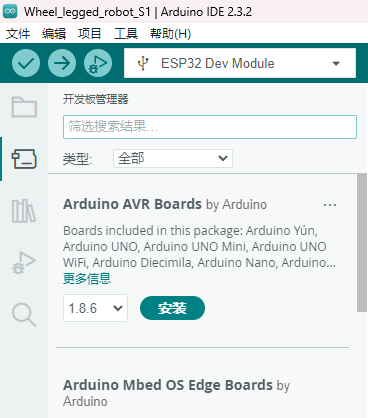 Wheel_legged_robot_S1 | Arduino IDE 2.3.2
文件 编辑 项目 工具 帮助(H)
ESP32 Dev Module
开发板管理器
筛选搜索结果...
类型: 全部
Arduino AVR Boards by Arduino
Boards included in this package: Arduino Yún,
Arduino UNO, Arduino UNO Mini, Arduino UNO
WiFi, Arduino Diecimila, Arduino Nano, Arduino...
更多信息
1.8.6 安装
Arduino Mbed OS Edge Boards by
Arduino